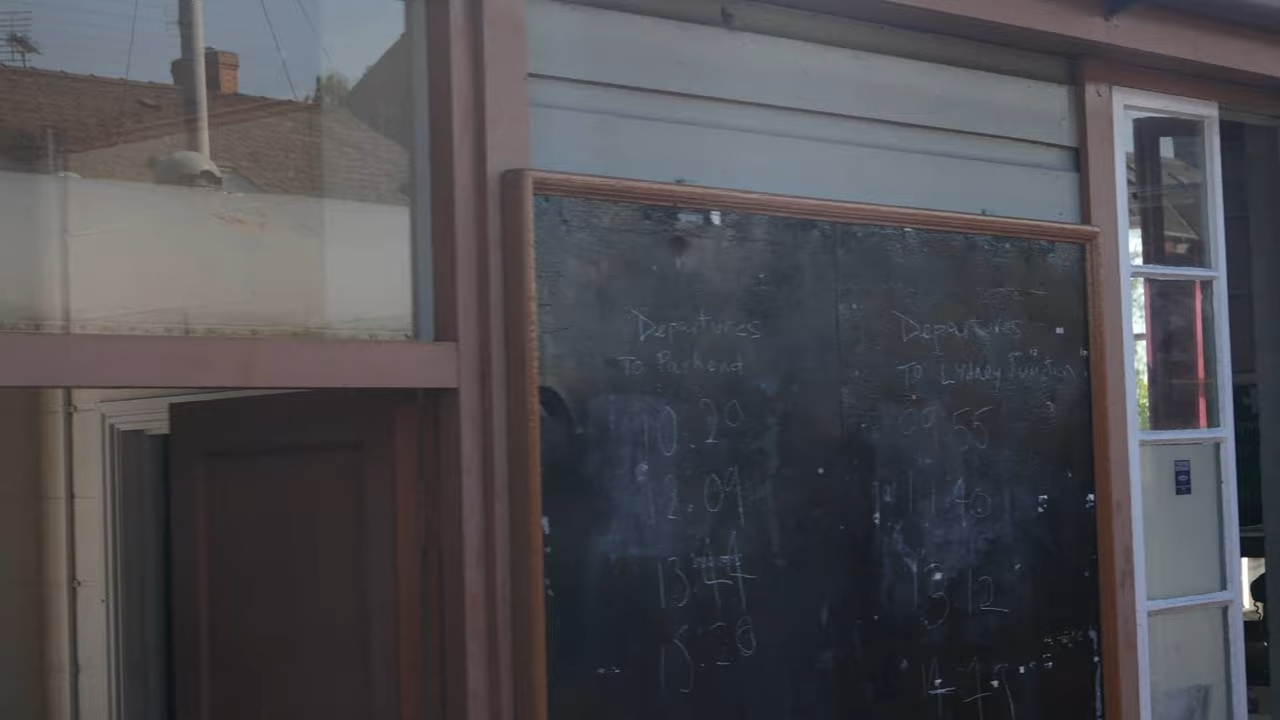 Departures
To Parkend
10.20
12.09
13.44
15.20
Departures
To Lydney Junction
09.55
11.40
13.12